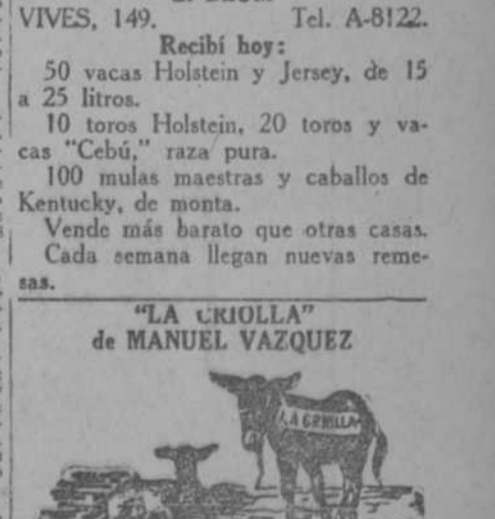 VIVES, 149. Tel. A-8122.
Recibí hoy:
50 vacas Holstein y Jersey, de 15
a 25 litros.
10 toros Holstein, 20 toros y va-
cas "Cebú," raza pura.
100 mulas maestras y caballos de
Kentucky, de monta.
Vende más barato que otras casas.
Cada semana llegan nuevas reme-
sas.
"LA CRIOLLA"
de MANUEL VAZQUEZ
LA CRIOLLA